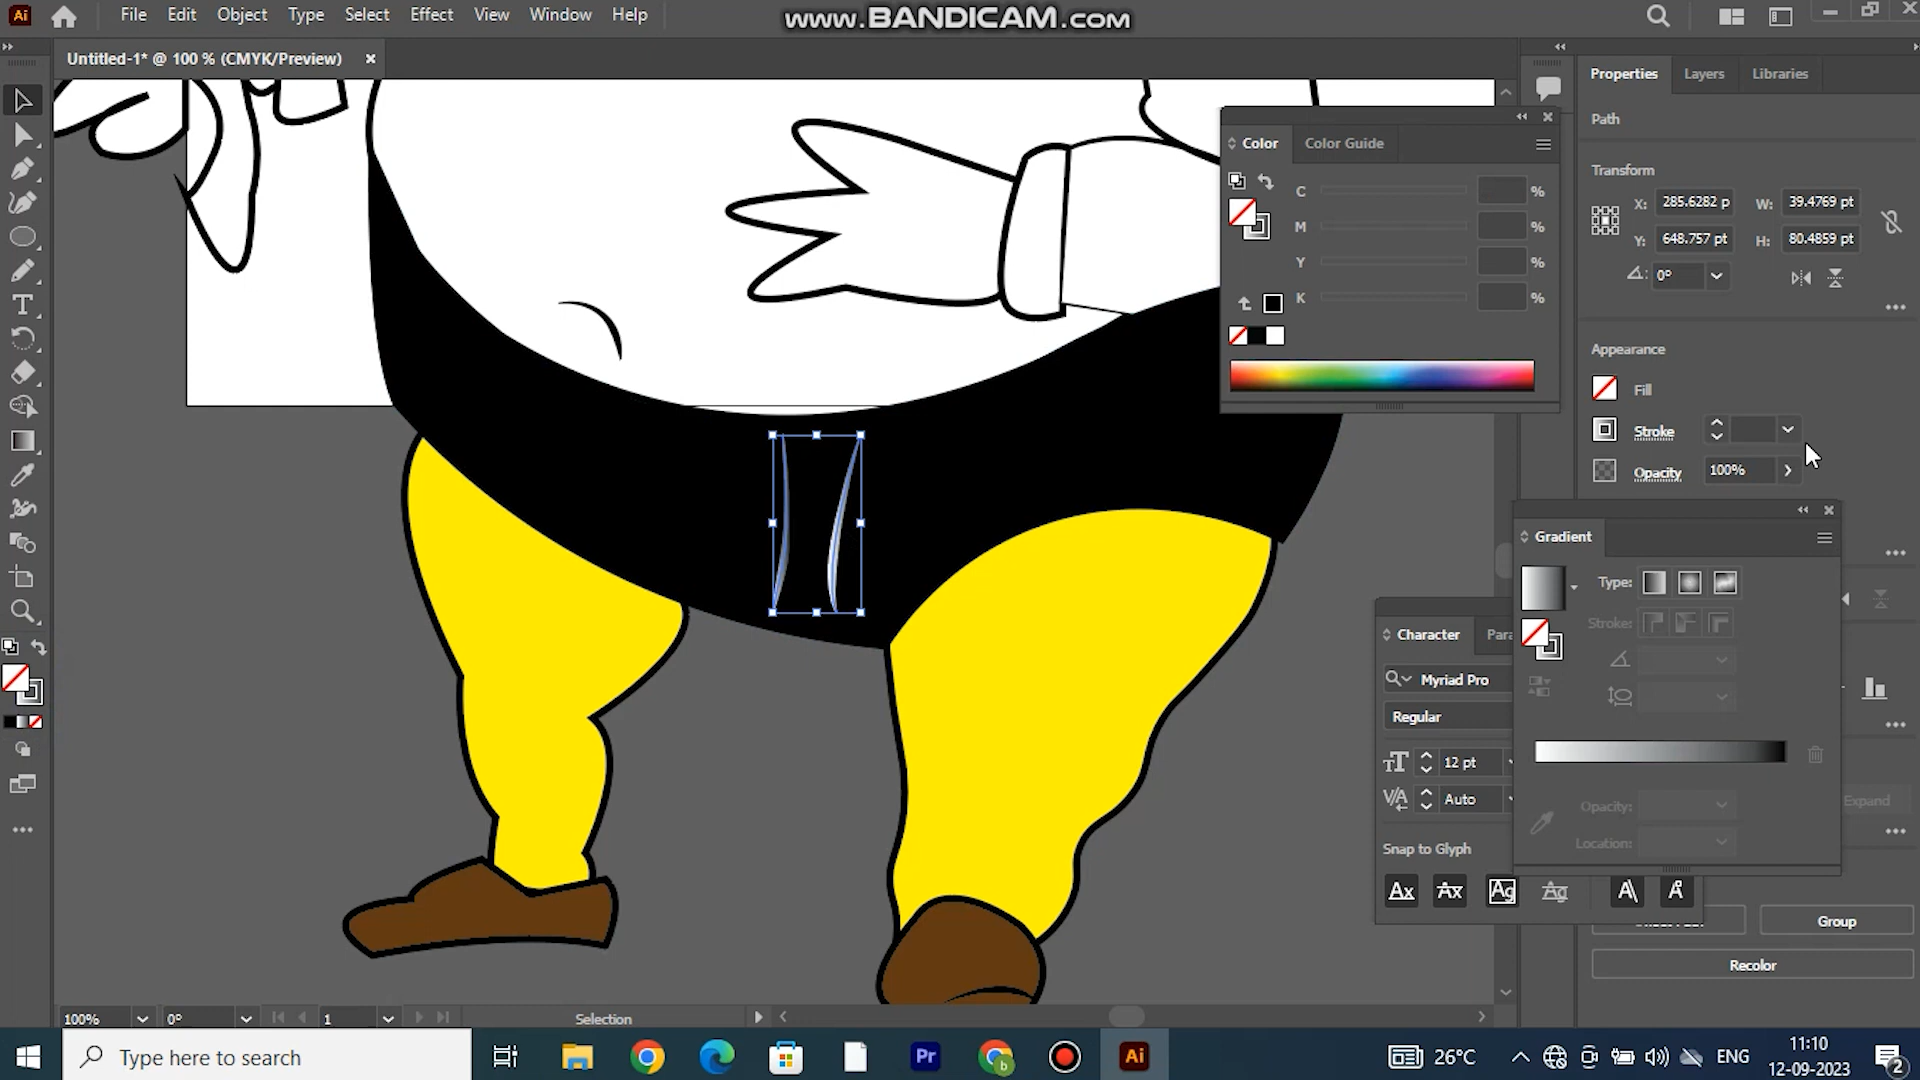 Ai File Edit Object Type Select Effect View Window Help
www.BANDICAM.com
Untitled-1* @ 100 % (CMYK/Preview) ×
Properties Layers Libraries
Path
Transform
X: 285.6282 p W: 39.4769 pt
Y: 648.757 pt H: 80.4859 pt
0°
Appearance
Fill
Stroke
Opacity 100%
Color Color Guide
C %
M %
Y %
K %
Gradient
Type:
Stroke:
Opacity:
Location:
Character Para
Myriad Pro
Regular
12 pt
Auto
Snap to Glyph
Expand
Group
Recolor
100% 0° 1 Selection
Type here to search
Pr
Ai
26°C
ENG
11:10
12-09-2023
2